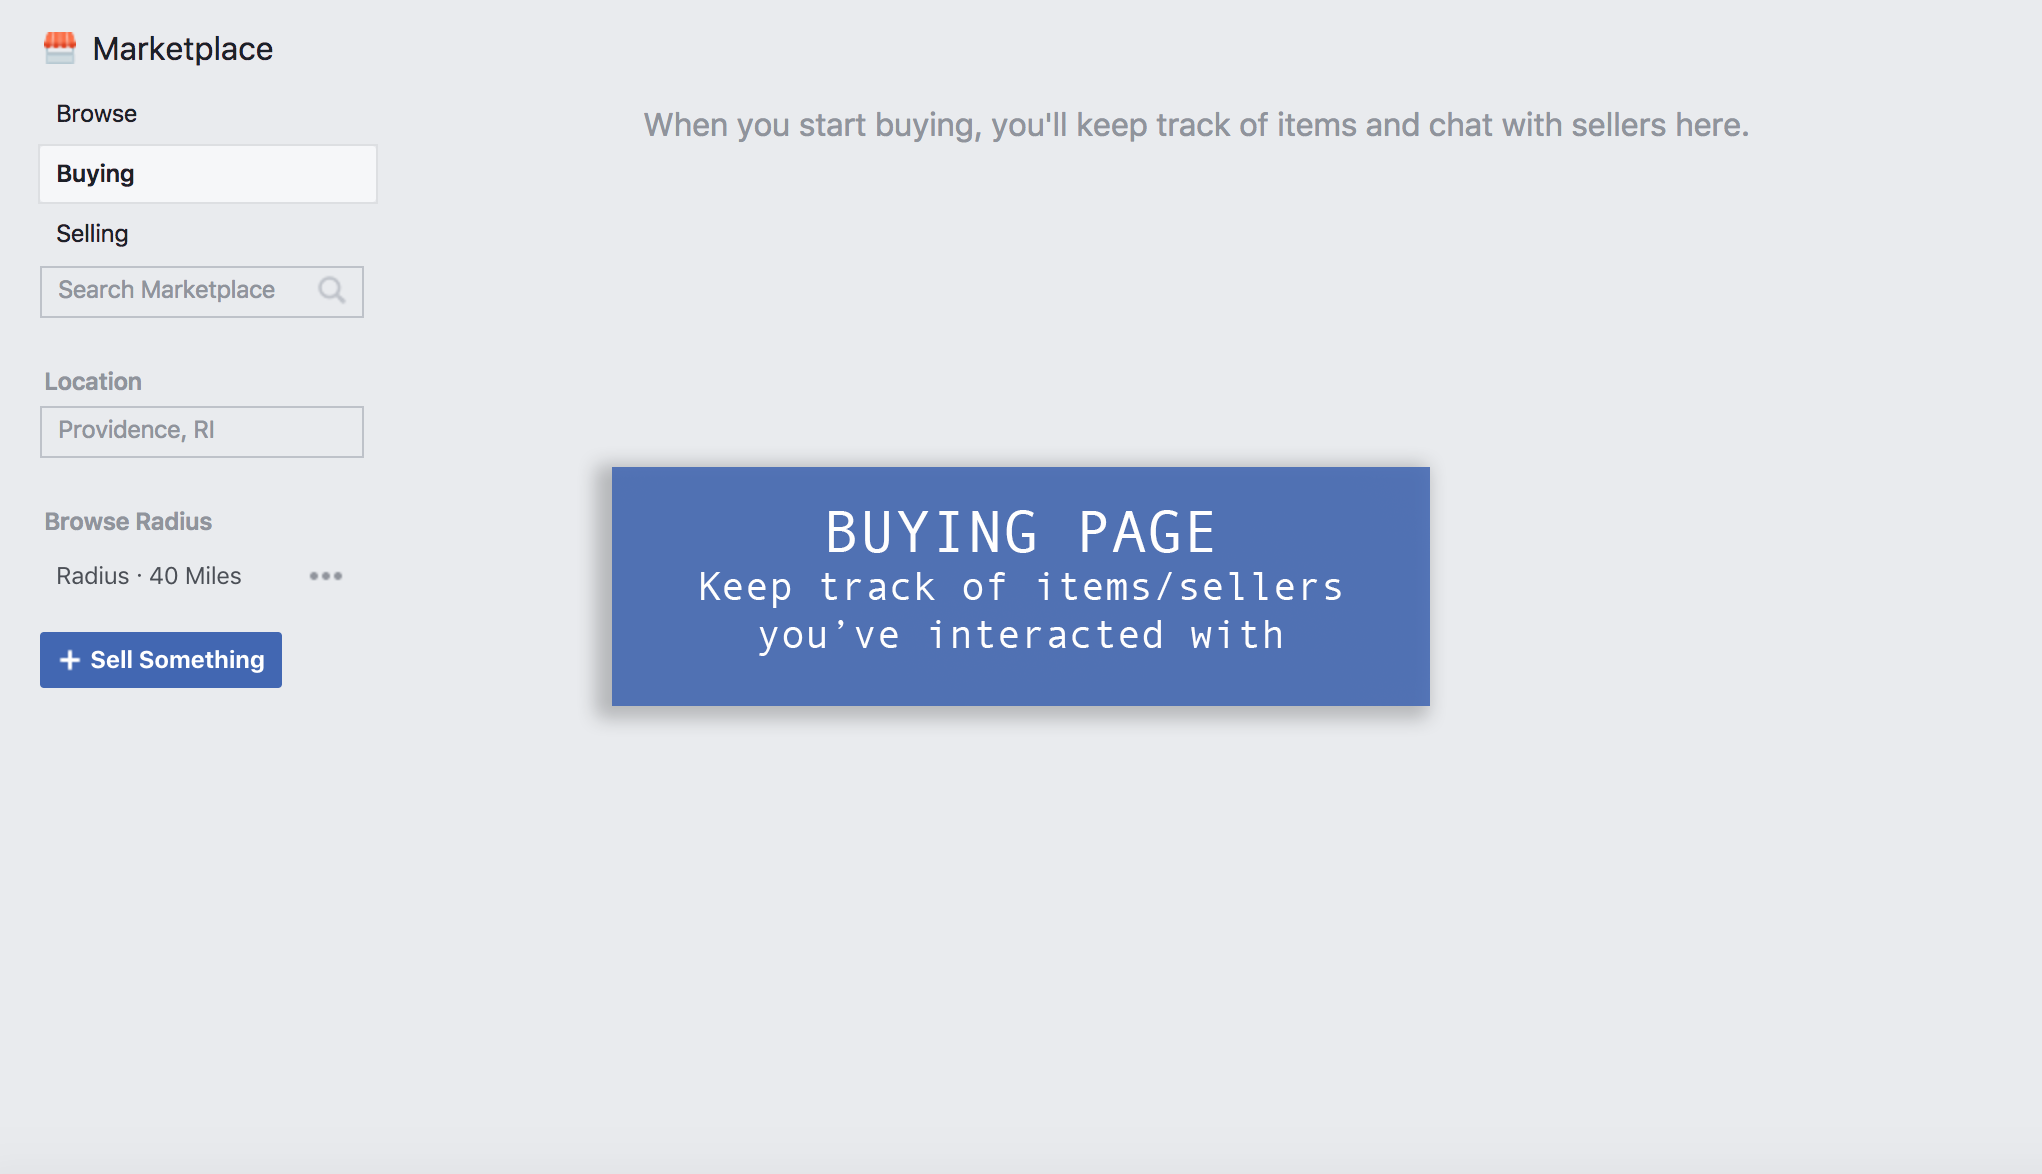 Marketplace
Browse
Buying
Selling
Search Marketplace
Location
Providence, RI
Browse Radius
Radius · 40 Miles
+ Sell Something
When you start buying, you'll keep track of items and chat with sellers here.
BUYING PAGE
Keep track of items/sellers
you’ve interacted with